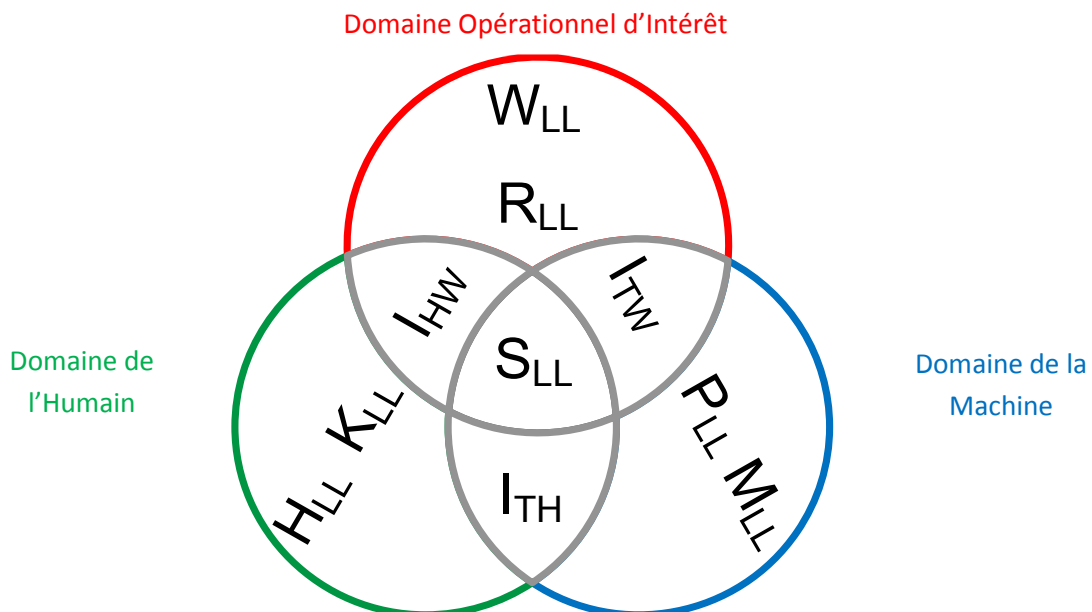 Domaine Opérationnel d’Intérêt
WLL
RLL
IHW
ITW
SLL
Domaine de
l’Humain
Domaine de la
Machine
HLL KLL
PLL MLL
ITH